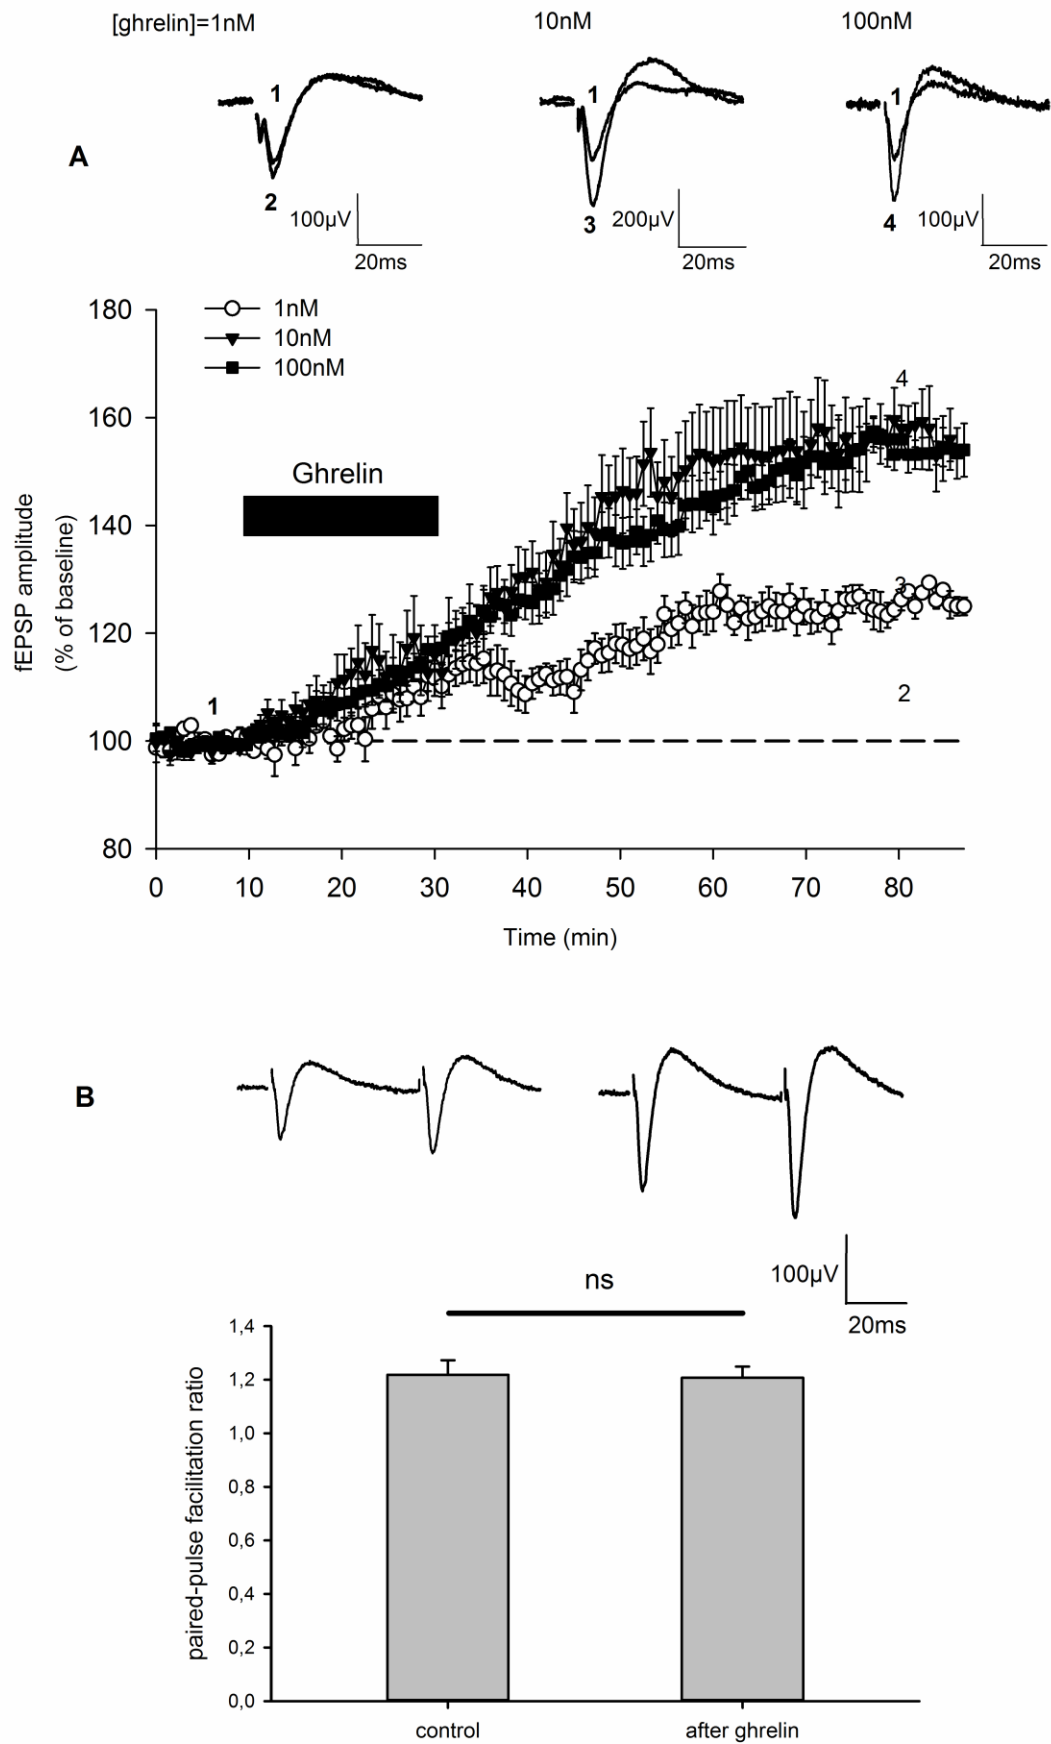 [ghrelin]=1nM
10nM
100nM
A
1
2
100µV
20ms
1
3
200µV
20ms
1
4
100µV
20ms
1nM
10nM
100nM
Ghrelin
fEPSP amplitude
(% of baseline)
180
160
140
120
100
80
1
4
3
2
0 10 20 30 40 50 60 70 80
Time (min)
B
100µV
20ms
ns
paired-pulse facilitation ratio
1,4
1,2
1,0
0,8
0,6
0,4
0,2
0,0
control
after ghrelin